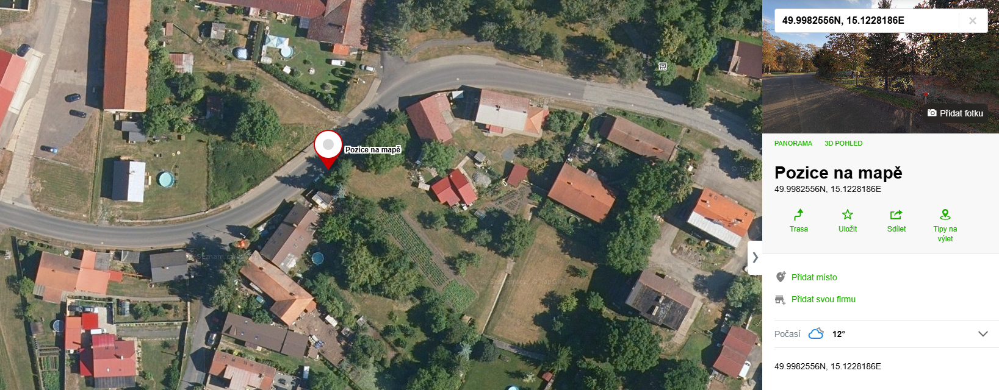 49.9982556N, 15.1228186E
Přidat fotku
PANORAMA 3D POHLED
Pozice na mapě
49.9982556N, 15.1228186E
Trasa
Uložit
Sdílet
Tipy na
výlet
Přidat místo
Přidat svou firmu
Počasí 12°
49.9982556N, 15.1228186E
Pozice na mapě